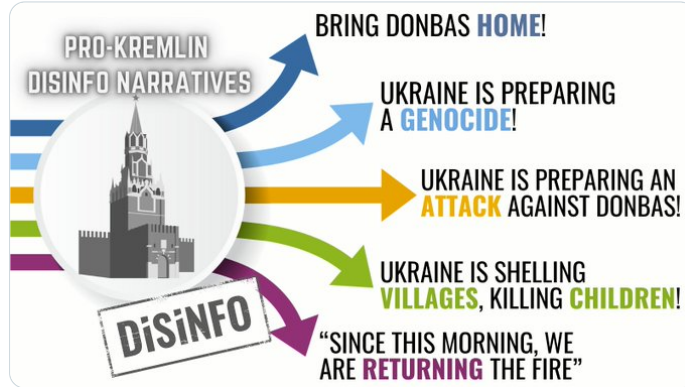 PRO-KREMLIN
DISINFO NARRATIVES
BRING DONBAS HOME!
UKRAINE IS PREPARING
A GENOCIDE!
UKRAINE IS PREPARING AN
ATTACK AGAINST DONBAS!
UKRAINE IS SHELLING
VILLAGES, KILLING CHILDREN!
DiSiNFO
“SINCE THIS MORNING, WE
ARE RETURNING THE FIRE”